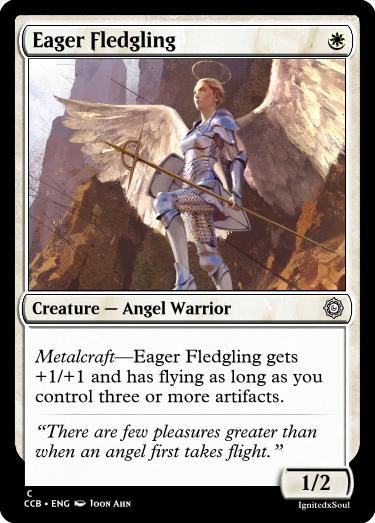 Eager Fledgling
Creature — Angel Warrior
Metalcraft—Eager Fledgling gets
+1/+1 and has flying as long as you
control three or more artifacts.
“There are few pleasures greater than
when an angel first takes flight.”
1/2
C
CCB • ENG Joon Ahn
IgnitedxSoul